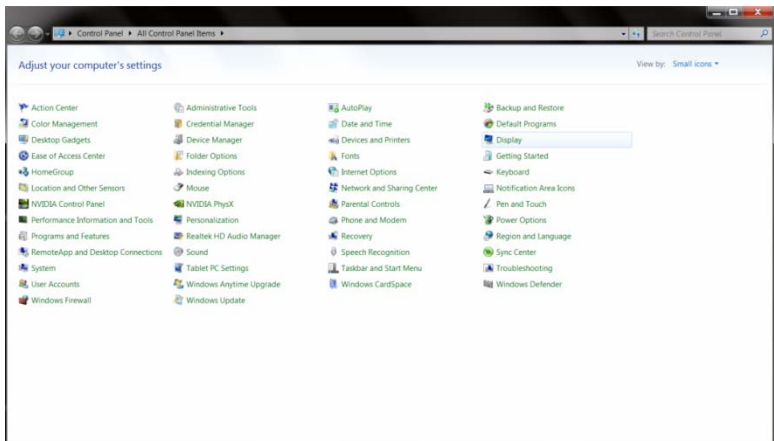 Control Panel All Control Panel Items Search Control Panel
Adjust your computer's settings View by: Small icons
Action Center Administrative Tools AutoPlay Backup and Restore
Color Management Credential Manager Date and Time Default Programs
Desktop Gadgets Device Manager Devices and Printers Display
Ease of Access Center Folder Options Fonts Getting Started
HomeGroup Indexing Options Internet Options Keyboard
Location and Other Sensors Mouse Network and Sharing Center Notification Area Icons
NVIDIA Control Panel NVIDIA PhysX Parental Controls Pen and Touch
Performance Information and Tools Personalization Phone and Modem Power Options
Programs and Features Realtek HD Audio Manager Recovery Region and Language
RemoteApp and Desktop Connections Sound Speech Recognition Sync Center
System Tablet PC Settings Taskbar and Start Menu Troubleshooting
User Accounts Windows Anytime Upgrade Windows CardSpace Windows Defender
Windows Firewall Windows Update